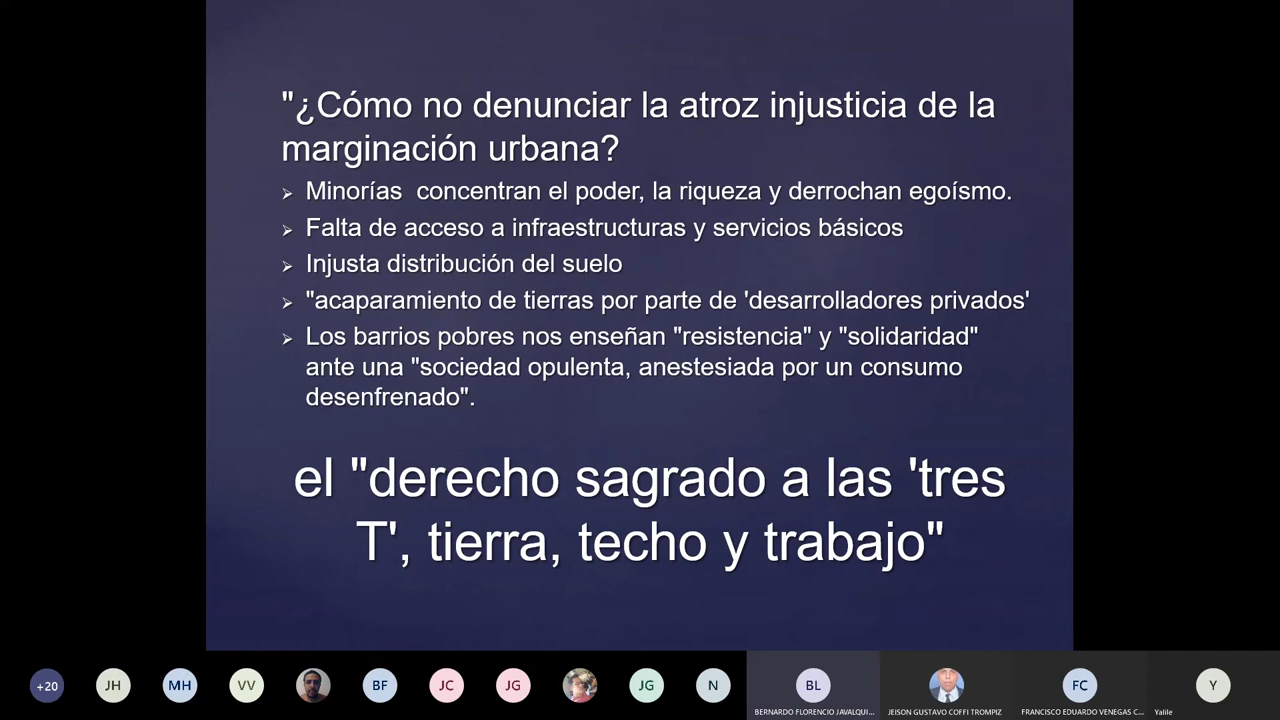 "¿Cómo no denunciar la atroz injusticia de la
marginación urbana?
Minorías  concentran el poder, la riqueza y derrochan egoísmo.
Falta de acceso a infraestructuras y servicios básicos
Injusta distribución del suelo
"acaparamiento de tierras por parte de 'desarrolladores privados'
Los barrios pobres nos enseñan "resistencia" y "solidaridad"
ante una "sociedad opulenta, anestesiada por un consumo
desenfrenado".
el "derecho sagrado a las 'tres
T', tierra, techo y trabajo"
+20 JH MH VV BF JC JG JG N BL FC Y
BERNARDO FLORENCIO JAVALQUI... JEISON GUSTAVO COFFI TROMPIZ FRANCISCO EDUARDO VENEGAS C... Yalile